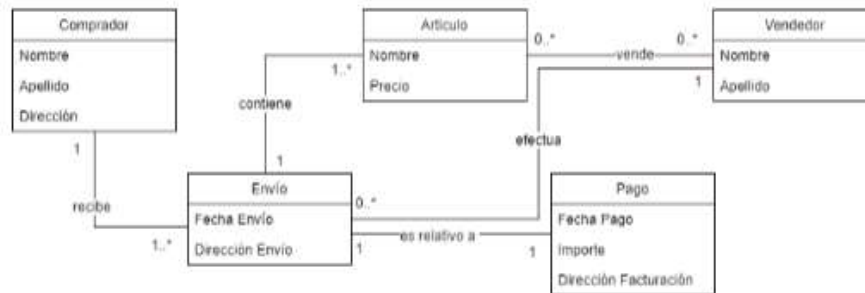 Comprador
Nombre
Apellido
Dirección
1
recibe
1..*
Artículo
Nombre
Precio
1..*
contiene
1
0..*
vende
0..*
Vendedor
Nombre
Apellido
1
efectua
0..*
Envío
Fecha Envío
Dirección Envío
1
es relativo a
1
Pago
Fecha Pago
Importe
Dirección Facturación